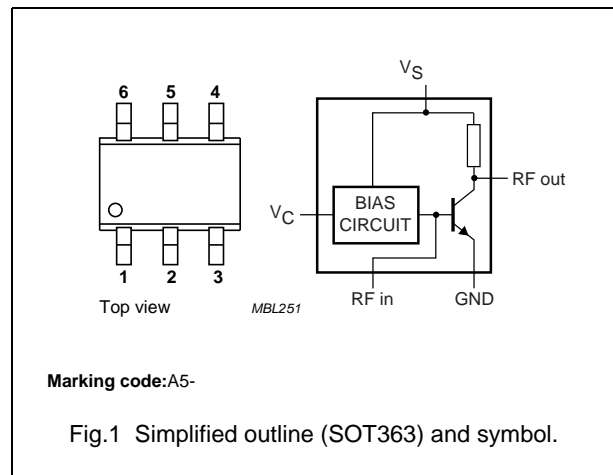 6 5 4
1 2 3
Top view
MBL251
VS
BIAS
CIRCUIT
VC
RF out
RF in
GND
Marking code:A5-
Fig.1 Simplified outline (SOT363) and symbol.